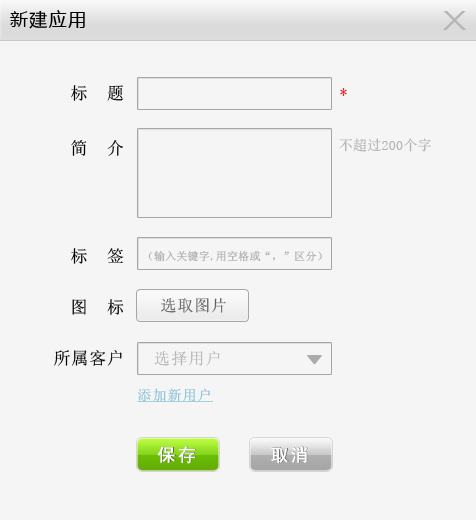 新建应用
标 题 *
简 介 不超过200个字
标 签 （输入关键字,用空格或“，”区分）
图 标 选取图片
所属客户 选择用户
添加新用户
保存 取消